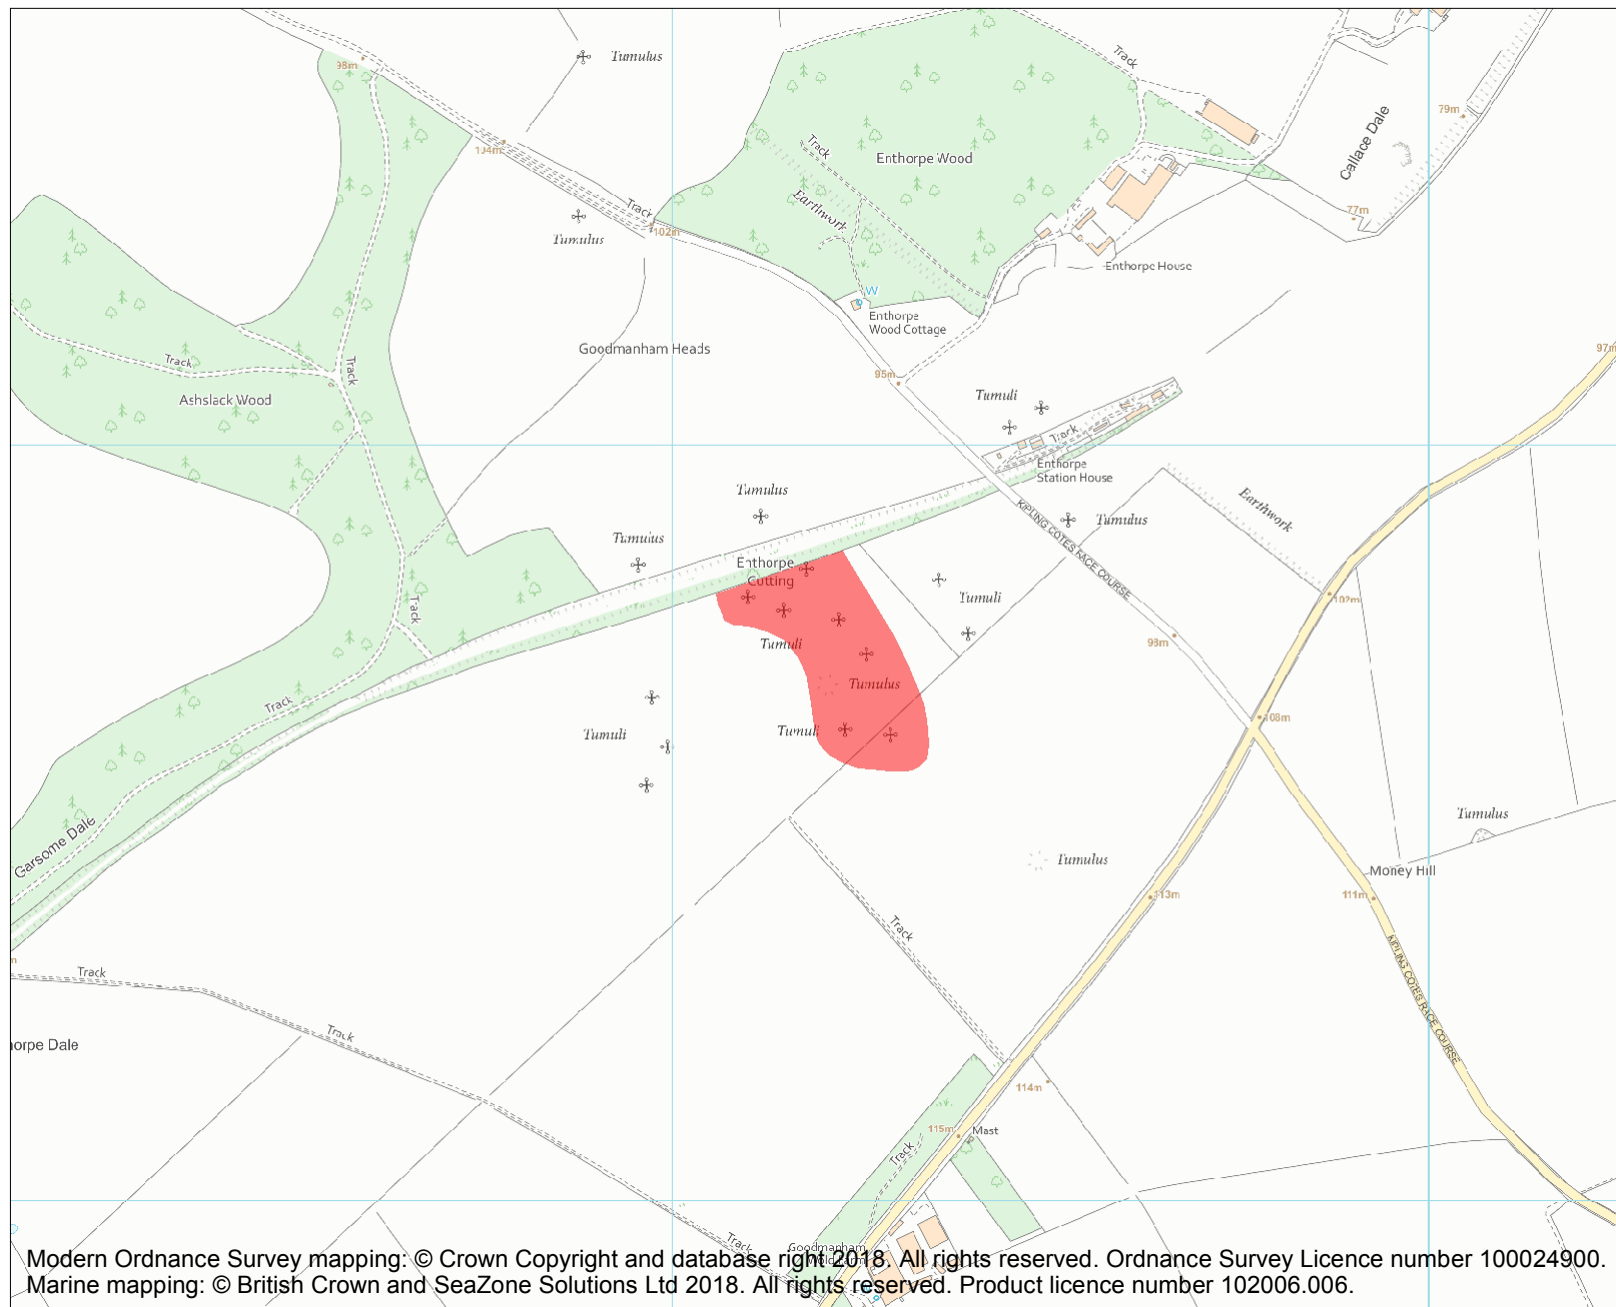 98m
Tumulus
Track
79m
Callace Dale
104m
Track
Enthorpe Wood
Track
Earthwork
77m
Tumulus
102m
Enthorpe House
W
Enthorpe
Wood Cottage
Goodmanham Heads
97m
Track
Track
95m
Ashslack Wood
Tumuli
Track
Enthorpe
Station House
Tumulus
KIPLING COTES RACE COURSE
Tumulus
Earthwork
Tumulus
Enthorpe
Cutting
Tumuli
102m
Track
Tumuli
93m
Tumulus
Track
Tumuli
Tumuli
108m
Garsome Dale
Tumulus
Tumulus
Money Hill
113m
111m
Track
m
Track
KIPLING COTES RACE COURSE
Track
orpe Dale
114m
115m
Mast
Track
Track
Goodmanham
Modern Ordnance Survey mapping: © Crown Copyright and database right 2018. All rights reserved. Ordnance Survey Licence number 100024900.
Marine mapping: © British Crown and SeaZone Solutions Ltd 2018. All rights reserved. Product licence number 102006.006.